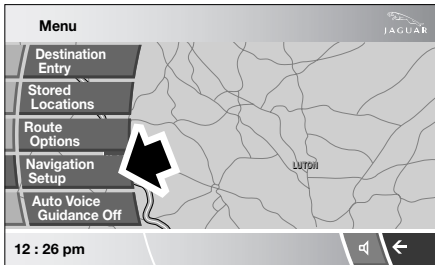 Menu
JAGUAR
Destination
Entry
Stored
Locations
Route
Options
Navigation
Setup
Auto Voice
Guidance Off
LUTON
12 : 26 pm